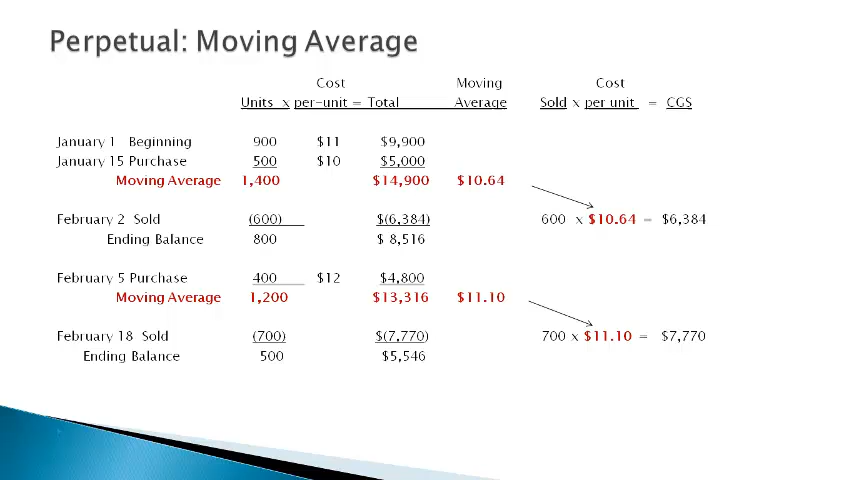 Perpetual: Moving Average
Cost Moving Cost
Units x per-unit = Total Average Sold x per unit = CGS
January 1 Beginning 900 $11 $9,900
January 15 Purchase 500 $10 $5,000
Moving Average 1,400 $14,900 $10.64
February 2 Sold (600) $(6,384) 600 x $10.64 = $6,384
Ending Balance 800 $ 8,516
February 5 Purchase 400 $12 $4,800
Moving Average 1,200 $13,316 $11.10
February 18 Sold (700) $(7,770) 700 x $11.10 = $7,770
Ending Balance 500 $5,546